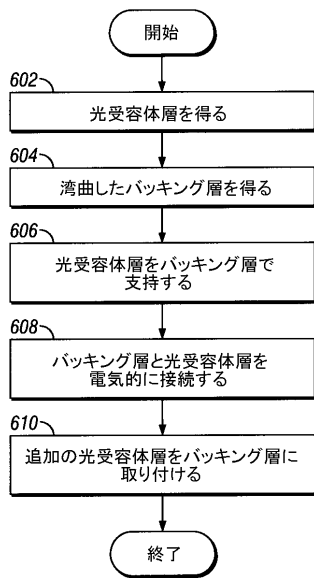 開始
602
光受容体層を得る
604
湾曲したバッキング層を得る
606
光受容体層をバッキング層で
支持する
608
バッキング層と光受容体層を
電気的に接続する
610
追加の光受容体層をバッキング層に
取り付ける
終了